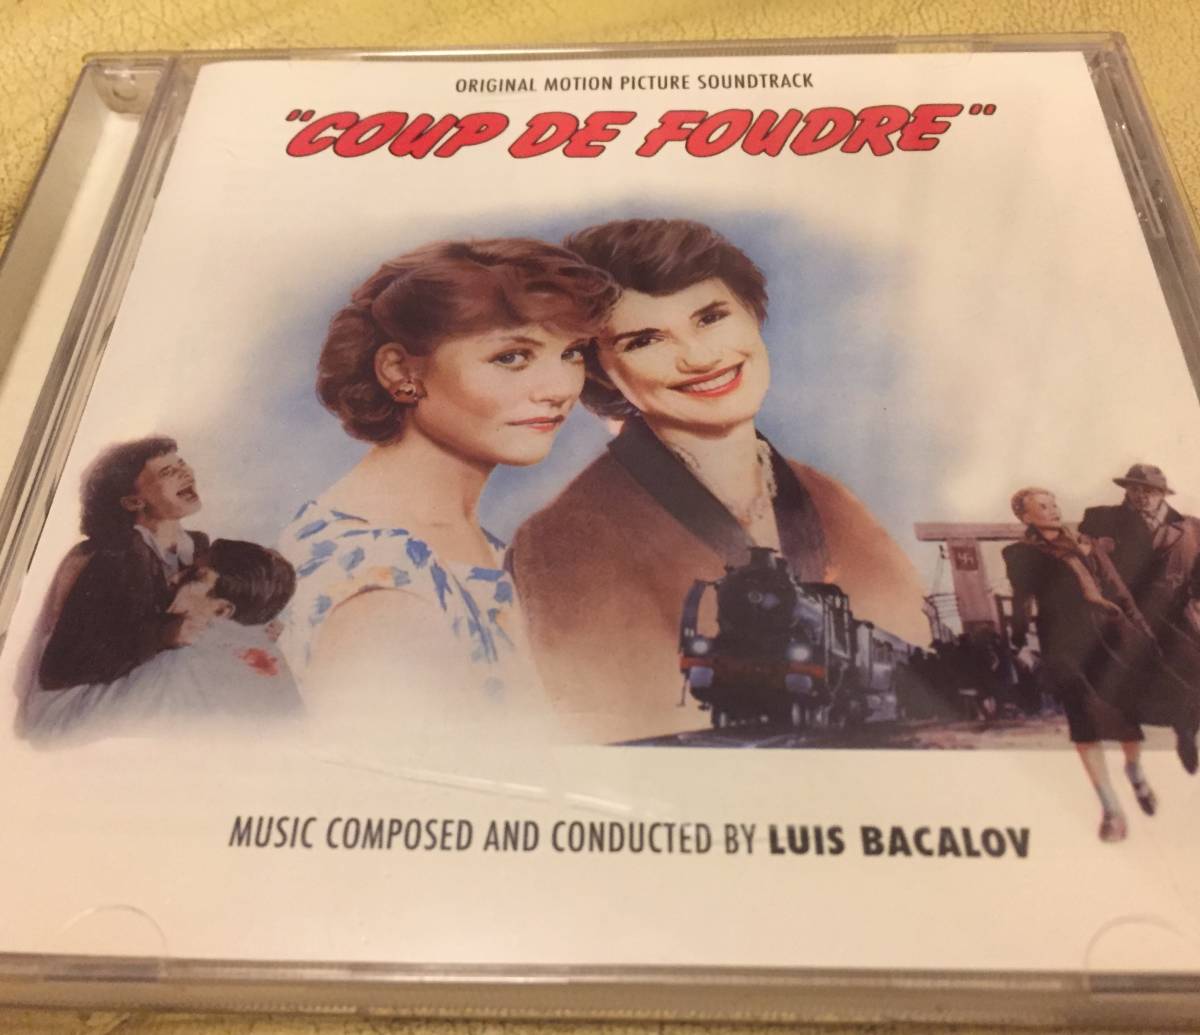 ORIGINAL MOTION PICTURE SOUNDTRACK
"COUP DE FOUDRE"
MUSIC COMPOSED AND CONDUCTED BY LUIS BACALOV